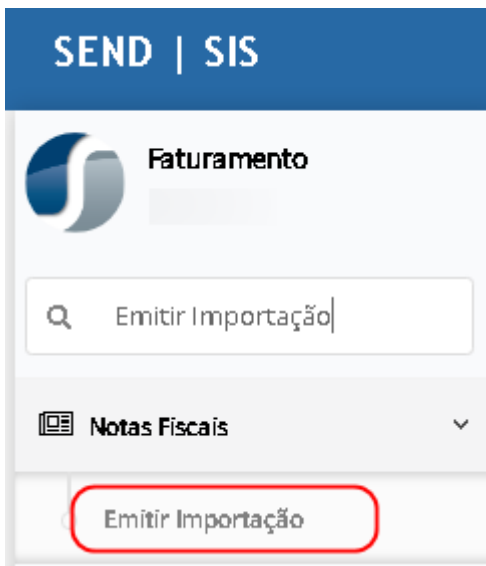 SEND | SIS
Faturamento
Emitir Importação
Notas Fiscais
Emitir Importação